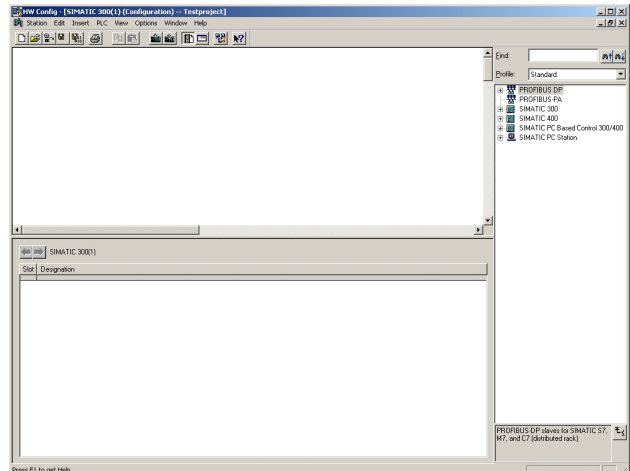 HW Config - [SIMATIC 300(1) (Configuration) -- Testproject]
Station Edit Insert PLC View Options Window Help
Find:
Profile: Standard
PROFIBUS DP
PROFIBUS-PA
SIMATIC 300
SIMATIC 400
SIMATIC PC Based Control 300/400
SIMATIC PC Station
SIMATIC 300(1)
Slot Designation
PROFIBUS-DP slaves for SIMATIC S7,
M7, and C7 (distributed rack)
Press F1 to get Help.